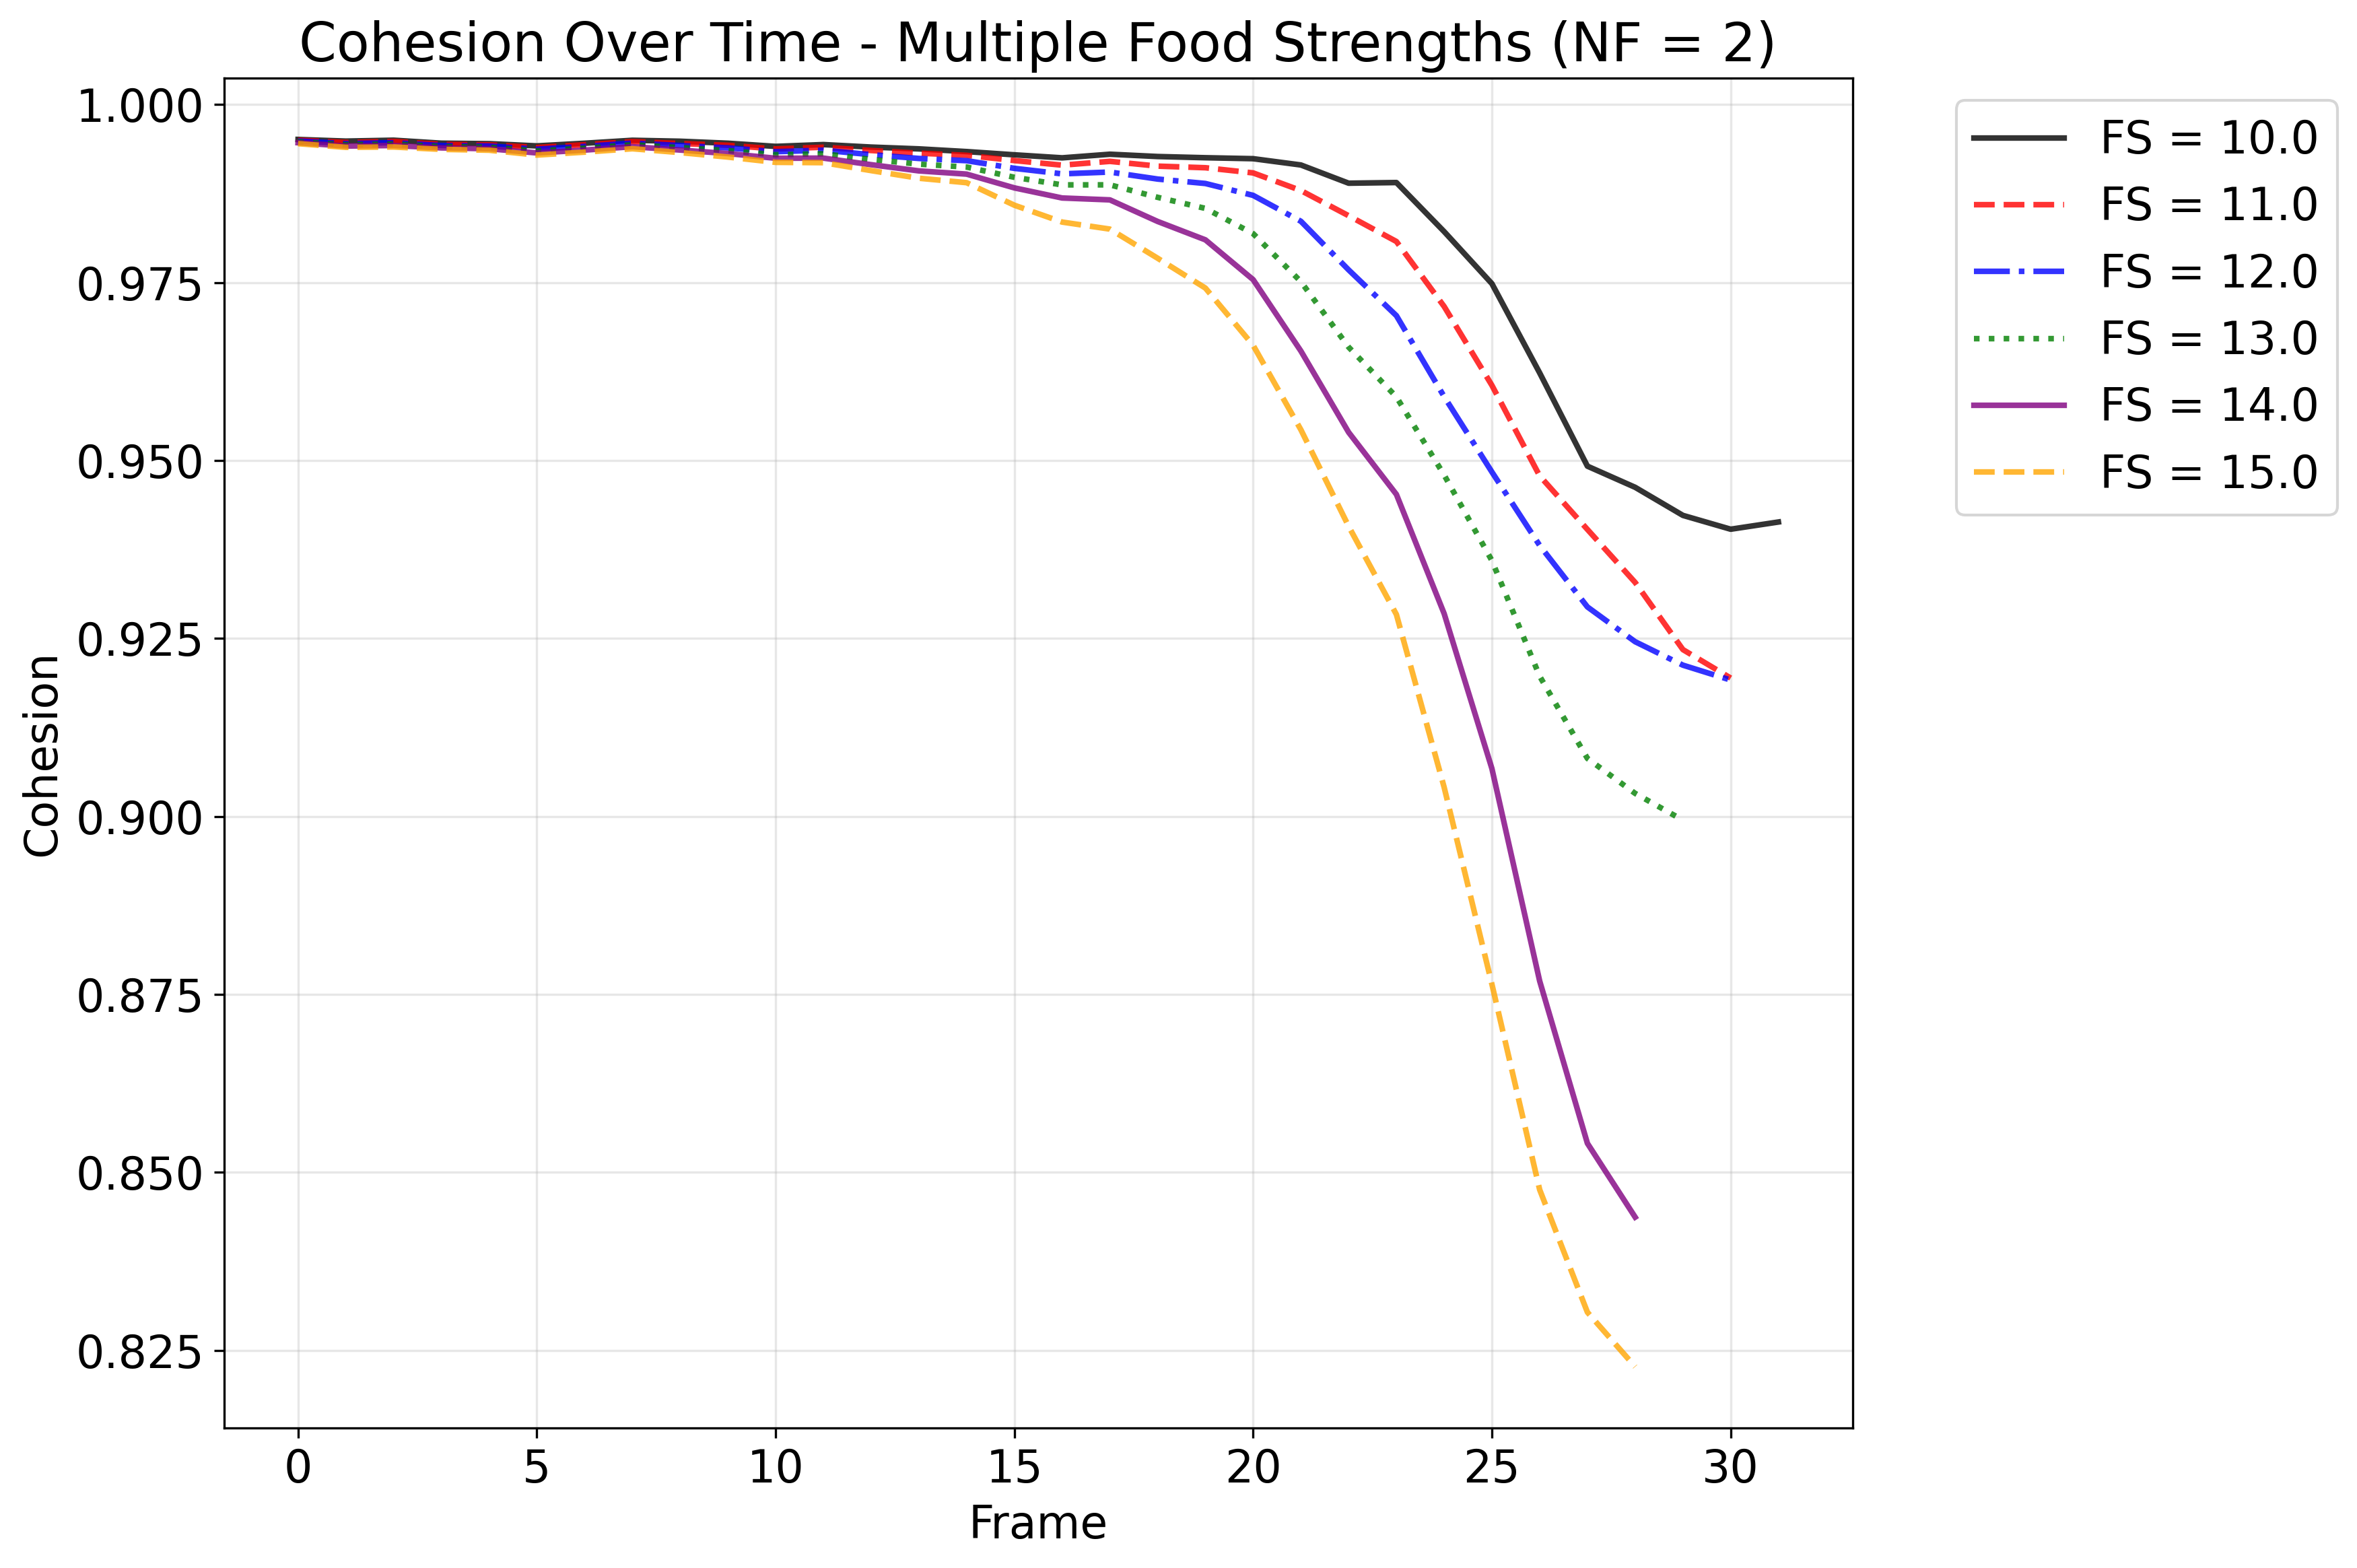 Cohesion Over Time - Multiple Food Strengths (NF = 2)
1.000
0.975
0.950
0.925
0.900
0.875
0.850
0.825
Cohesion
0
5
10
15
20
25
30
Frame
FS = 10.0
FS = 11.0
FS = 12.0
FS = 13.0
FS = 14.0
FS = 15.0